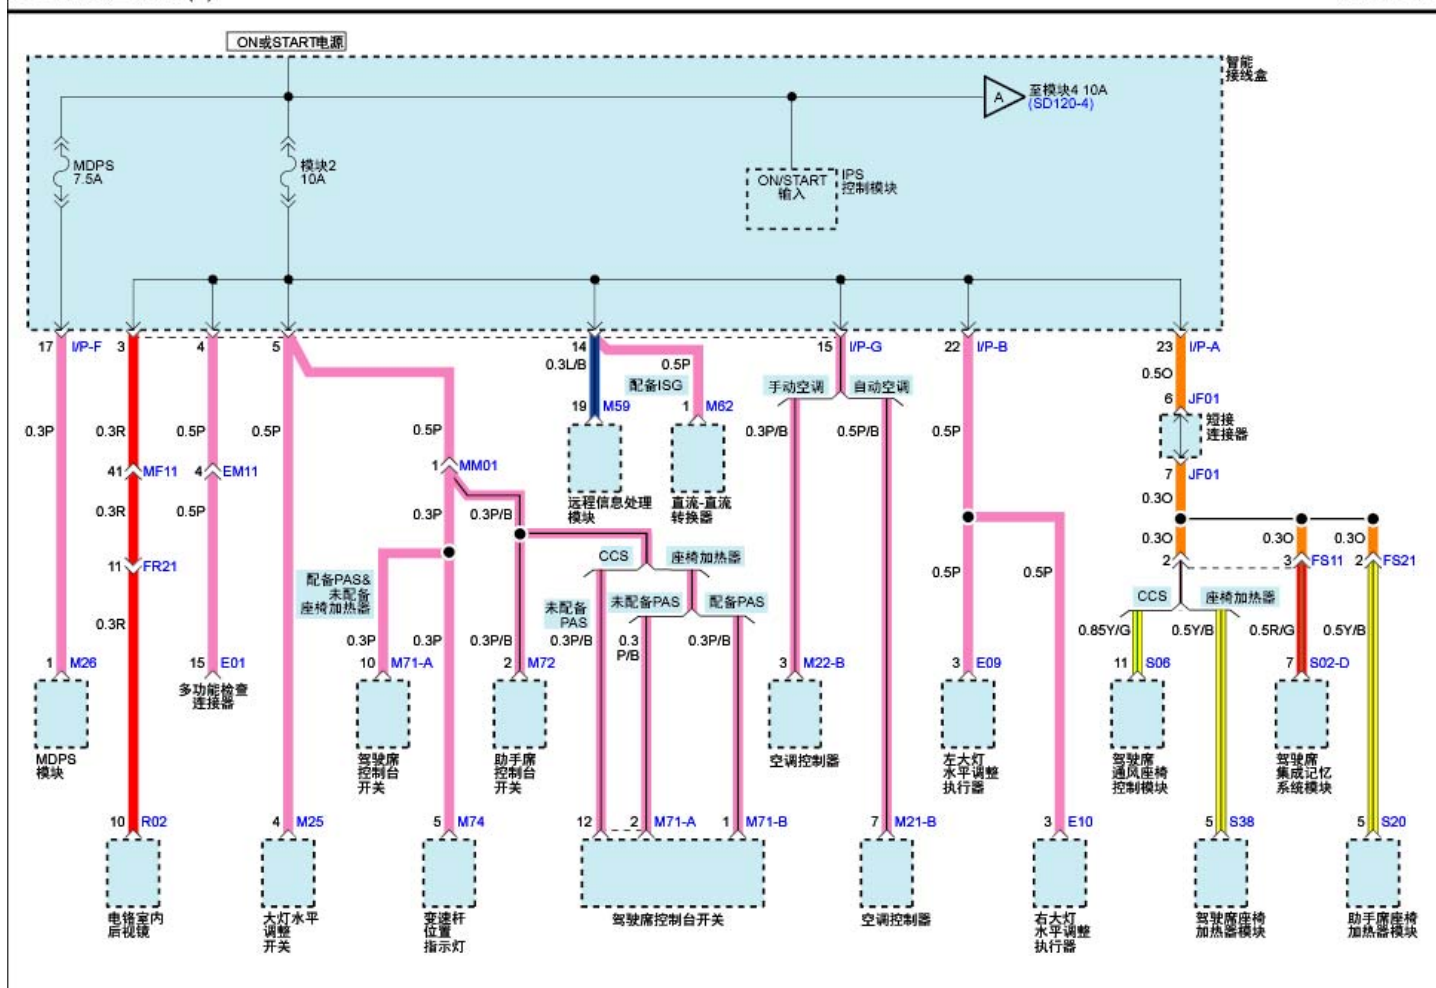 ON或START电源
智能
接线盒
A
至模块4 10A
(SD120-4)
MDPS
7.5A
模块2
10A
ON/START
输入
IPS
控制模块
17 I/P-F
3
4
5
14
15 I/P-G
22 I/P-B
23 I/P-A
0.3L/B
0.5P
0.5O
配备ISG
手动空调
自动空调
19 M59
1 M62
6 JF01
短接
连接器
0.3P
0.3R
0.5P
0.5P
0.5P
0.3P/B
0.5P/B
0.5P
41 MF11
4 EM11
1 MM01
7 JF01
远程信息处理
模块
直流-直流
转换器
0.3R
0.5P
0.3P
0.3P/B
0.3O
0.3O
0.3O
0.3O
11 FR21
CCS
座椅加热器
2
3 FS11
2 FS21
配备PAS&
未配备
座椅加热器
0.5P
0.5P
CCS
座椅加热器
未配备
PAS
未配备PAS
配备PAS
0.3R
0.3P
0.3P
0.3P/B
0.3P/B
0.3
P/B
0.3P/B
0.85Y/G
0.5Y/B
0.5R/G
0.5Y/B
1 M26
15 E01
10 M71-A
2 M72
3 M22-B
3 E09
11 S06
7 S02-D
多功能检查
连接器
MDPS
模块
驾驶席
控制台
开关
助手席
控制台
开关
空调控制器
左大灯
水平调整
执行器
驾驶席
通风座椅
控制模块
驾驶席
集成记忆
系统模块
10 R02
4 M25
5 M74
12
2 M71-A
1 M71-B
7 M21-B
3 E10
5 S38
5 S20
电铬室内
后视镜
大灯水平
调整
开关
变速杆
位置
指示灯
驾驶席控制台开关
空调控制器
右大灯
水平调整
执行器
驾驶席座椅
加热器模块
助手席座椅
加热器模块